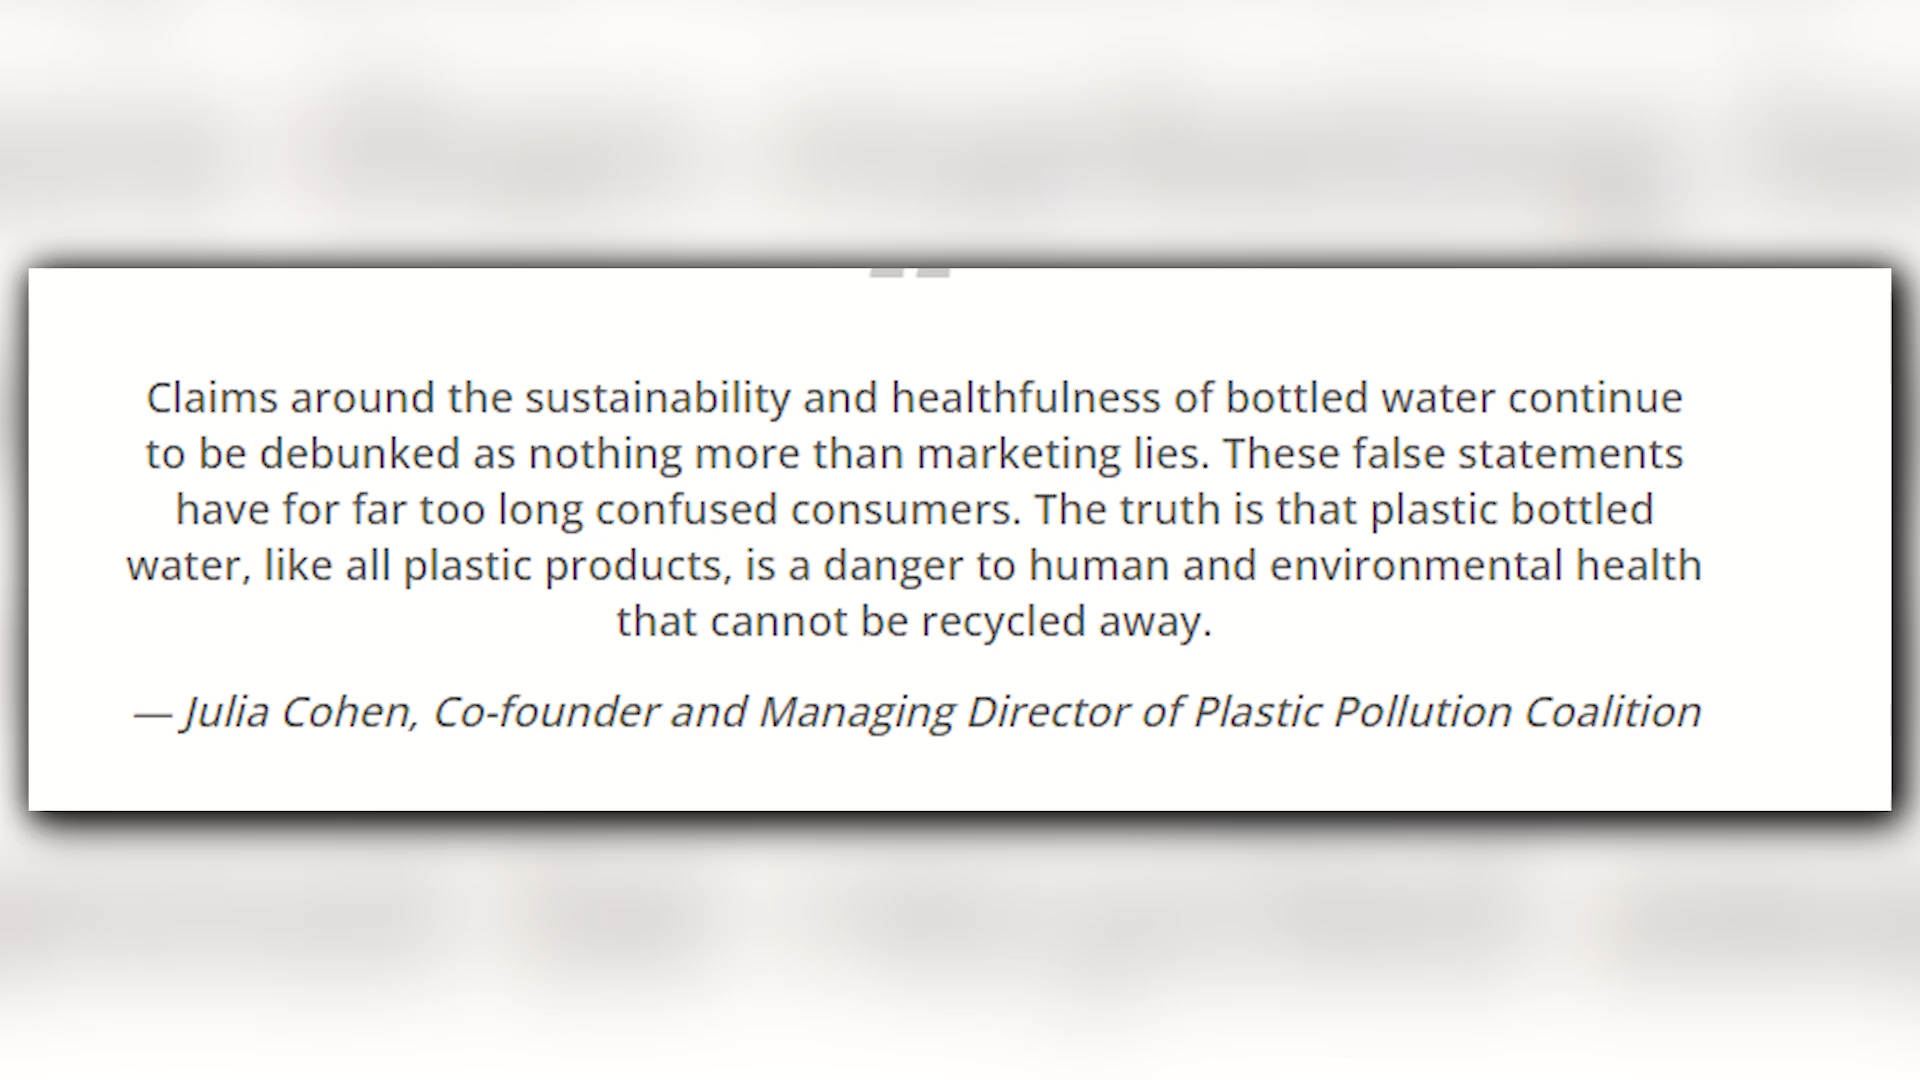 Claims around the sustainability and healthfulness of bottled water continue
to be debunked as nothing more than marketing lies. These false statements
have for far too long confused consumers. The truth is that plastic bottled
water, like all plastic products, is a danger to human and environmental health
that cannot be recycled away.
— Julia Cohen, Co-founder and Managing Director of Plastic Pollution Coalition